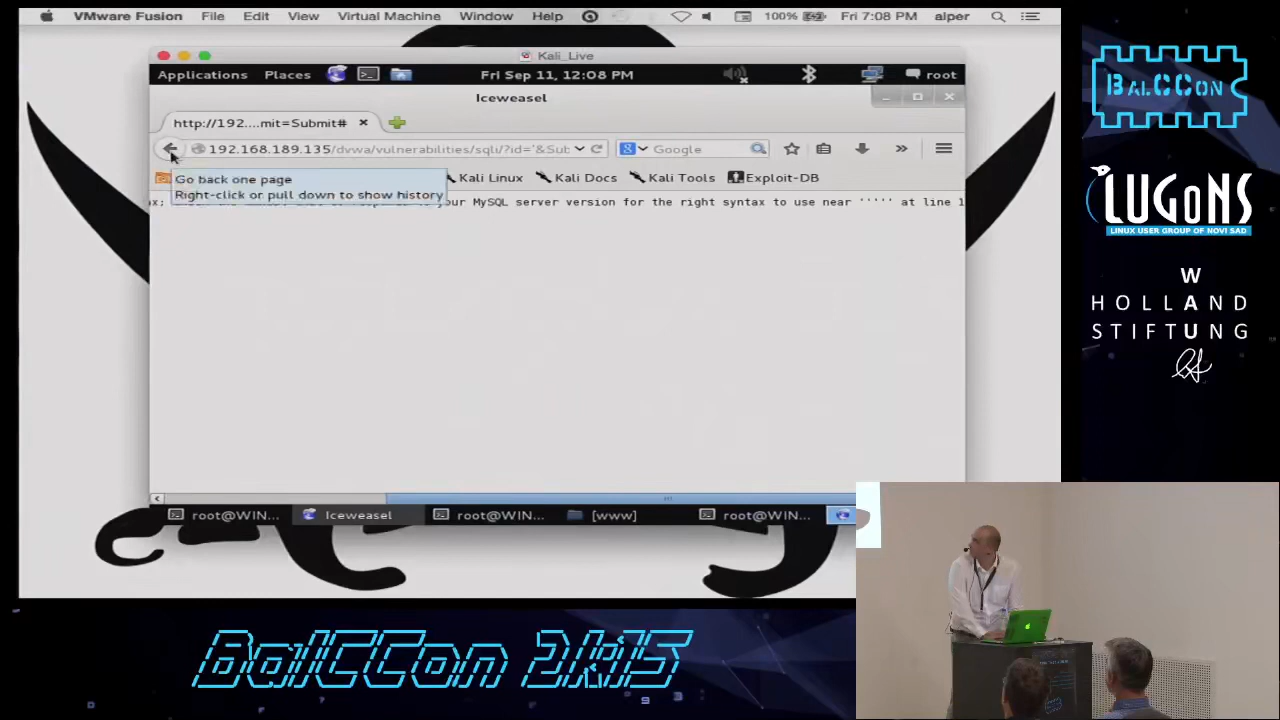 VMware Fusion File Edit View Virtual Machine Window Help 100% Fri 7:08 PM alper
Kali_Live
Applications Places Fri Sep 11, 12:08 PM root
Iceweasel
http://192....mit=Submit#
192.168.189.135/dvwa/vulnerabilities/sqli/?id='&Sub Google
Go back one page
Right-click or pull down to show history
Kali Linux Kali Docs Kali Tools Exploit-DB
your MySQL server version for the right syntax to use near ''''' at line 1
root@WIN... Iceweasel root@WIN... [www] root@WIN...
BALCCON
LUGoNS
LINUX USER GROUP OF NOVI SAD
W
HOLLAND
STIFTUNG
BalCCon 2k15